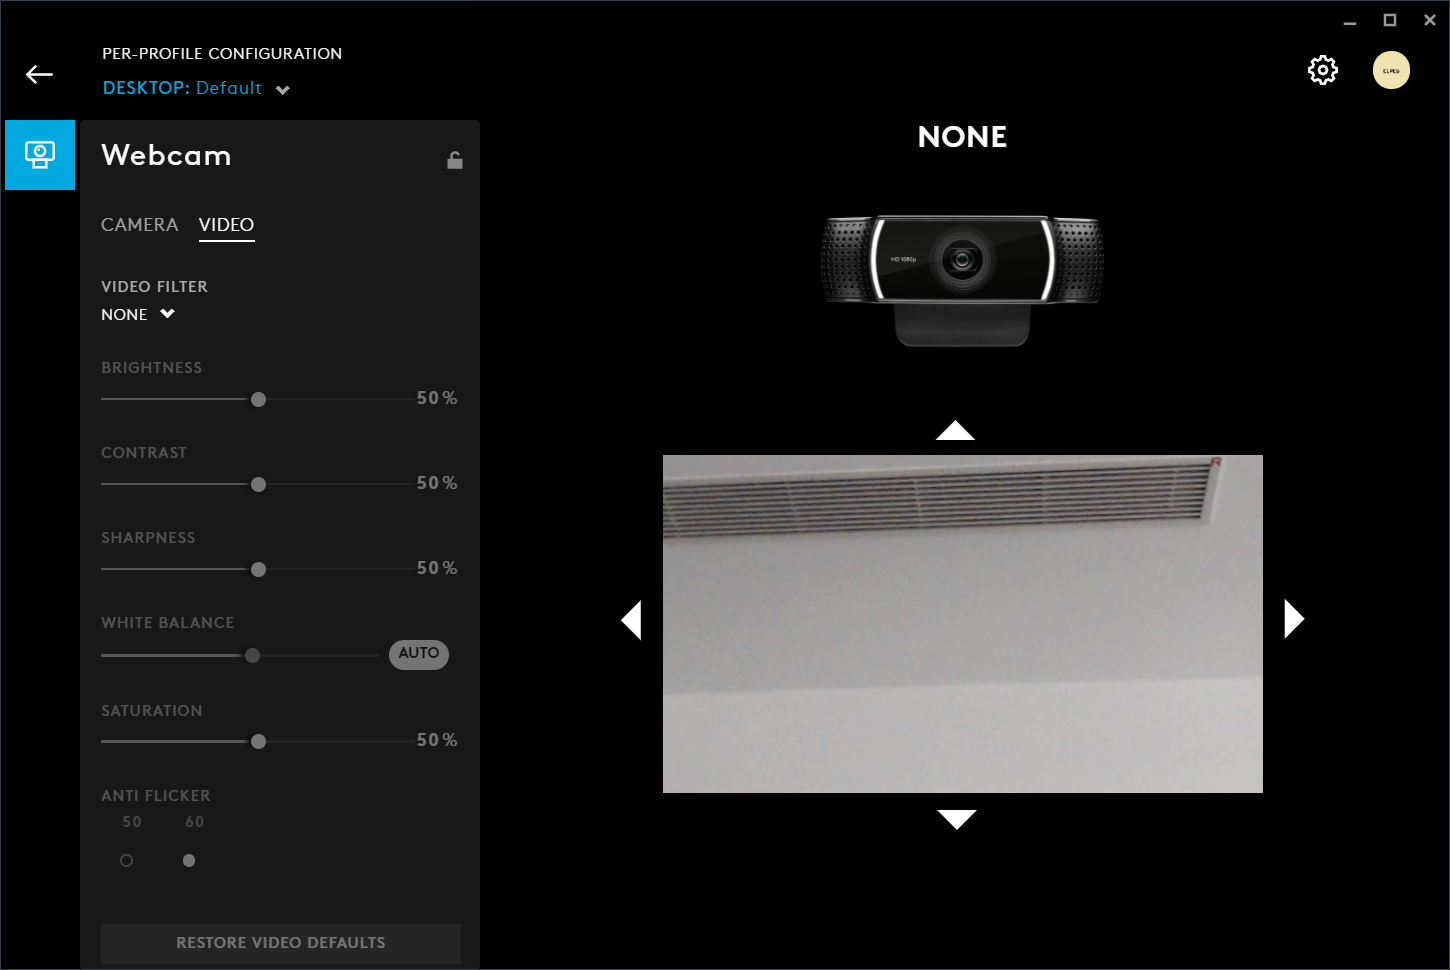 PER-PROFILE CONFIGURATION
DESKTOP: Default
CLPEG
Webcam
CAMERA VIDEO
VIDEO FILTER
NONE
BRIGHTNESS
50 %
CONTRAST
50 %
SHARPNESS
50 %
WHITE BALANCE
AUTO
SATURATION
50 %
ANTI FLICKER
50 60
RESTORE VIDEO DEFAULTS
NONE
HD 1080p
R